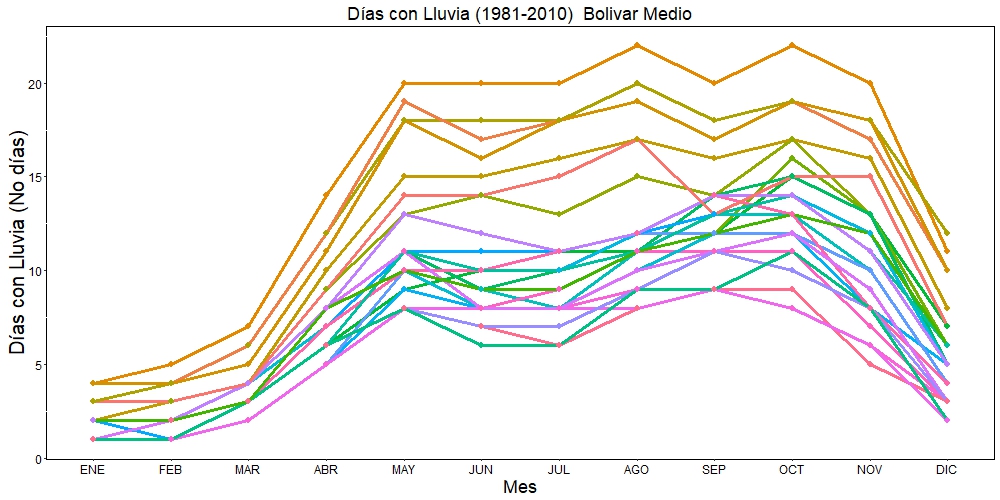 Días con Lluvia (1981-2010)  Bolivar Medio
Días con Lluvia (No días)
20
15
10
5
0
ENE FEB MAR ABR MAY JUN JUL AGO SEP OCT NOV DIC
Mes